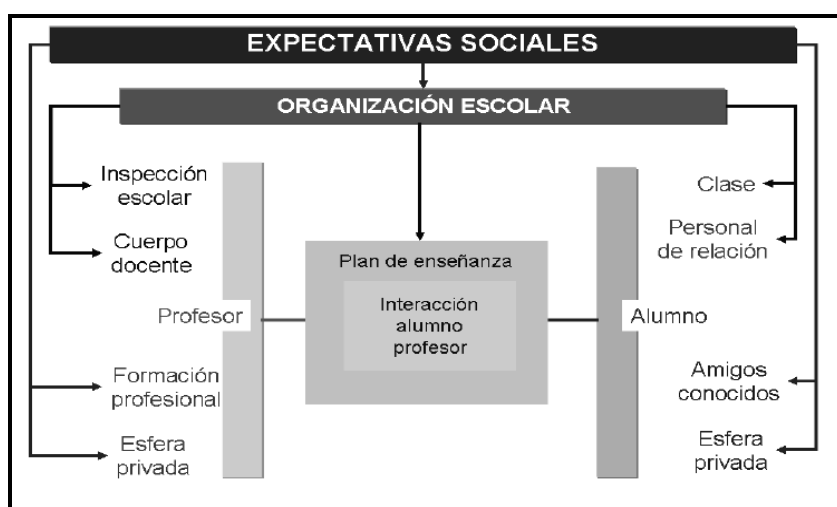 EXPECTATIVAS SOCIALES
ORGANIZACIÓN ESCOLAR
Inspección
escolar
Cuerpo
docente
Profesor
Formación
profesional
Esfera
privada
Plan de enseñanza
Interacción
alumno
profesor
Clase
Personal
de relación
Alumno
Amigos
conocidos
Esfera
privada